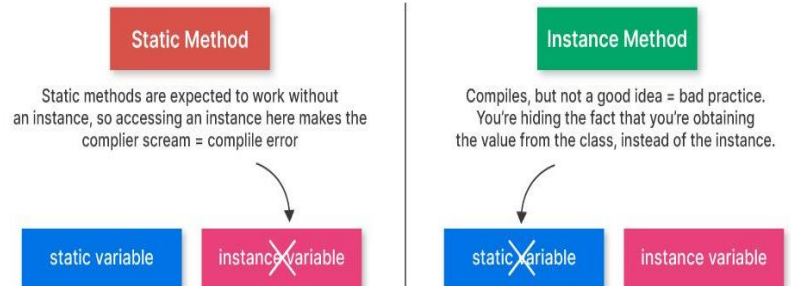 Static Method
Static methods are expected to work without
an instance, so accessing an instance here makes the
complier scream = complile error
static variable
instance variable
Instance Method
Compiles, but not a good idea = bad practice.
You're hiding the fact that you're obtaining
the value from the class, instead of the instance.
static variable
instance variable